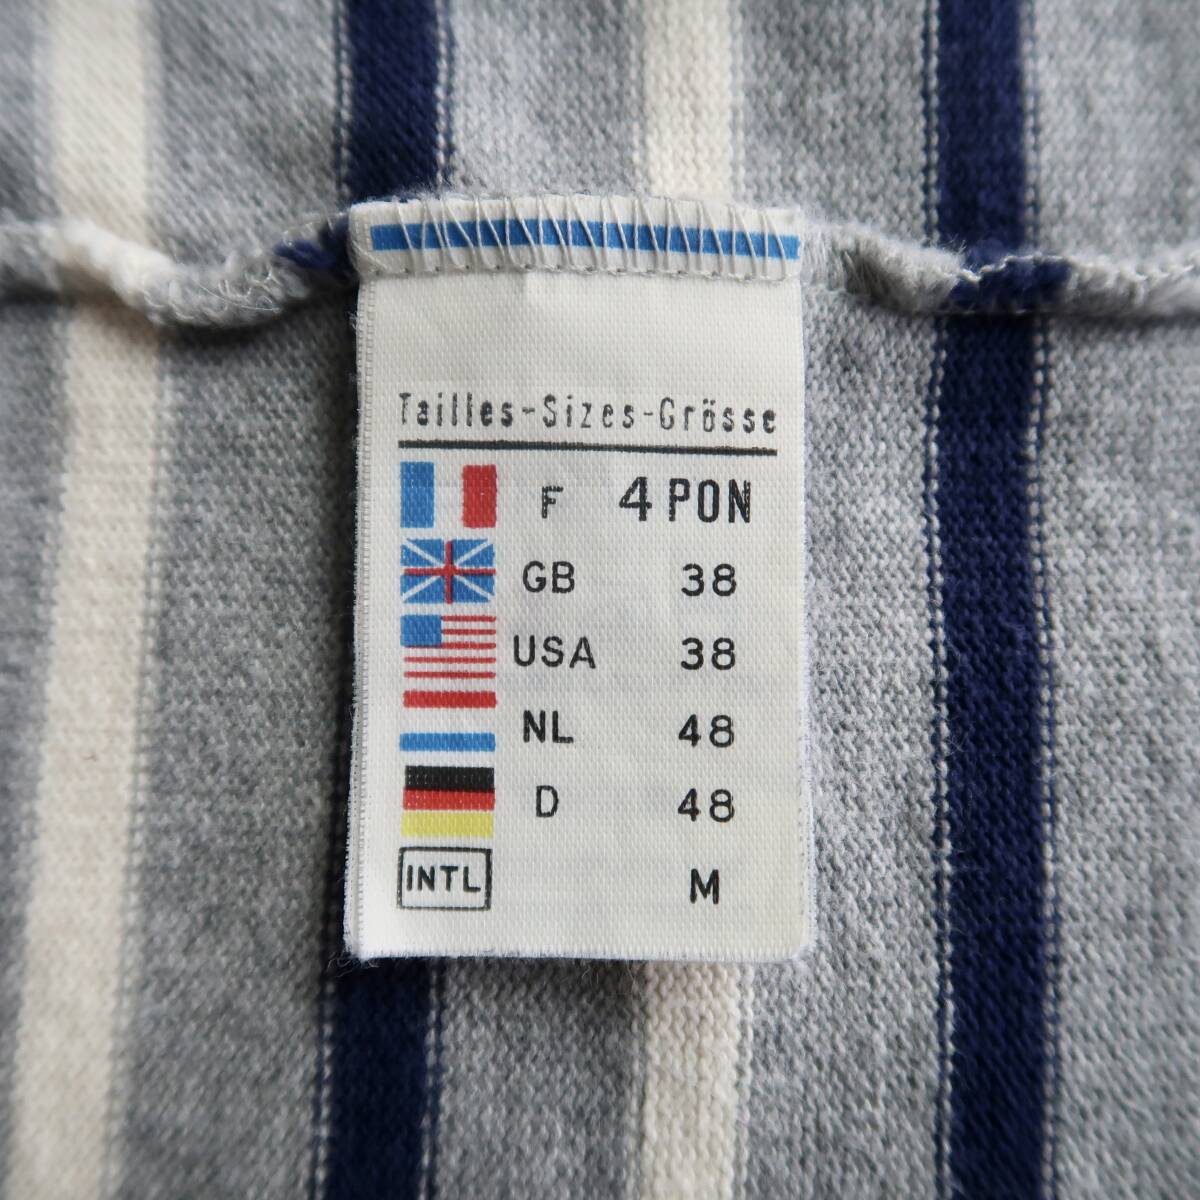 Tailles-Sizes-Grösse
F 4 PON
GB 38
USA 38
NL 48
D 48
INTL M